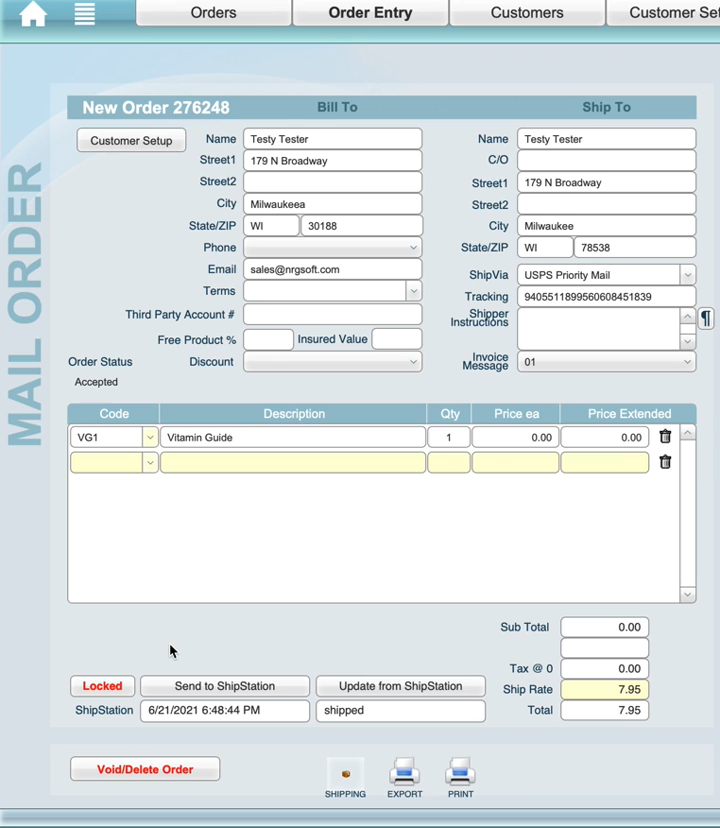 Orders Order Entry Customers Customer Set
MAIL ORDER
New Order 276248 Bill To Ship To
Customer Setup Name Testy Tester Name Testy Tester
Street1 179 N Broadway C/O
Street2 Street1 179 N Broadway
City Milwaukeea Street2
State/ZIP WI 30188 City Milwaukee
Phone State/ZIP WI 78538
Email sales@nrgsoft.com ShipVia USPS Priority Mail
Terms Tracking 9405511899560608451839
Third Party Account # Shipper Instructions ¶
Free Product % Insured Value
Order Status Discount Invoice Message 01
Accepted
Code Description Qty Price ea Price Extended
VG1 Vitamin Guide 1 0.00 0.00
Sub Total 0.00
Tax @ 0 0.00
Locked Send to ShipStation Update from ShipStation Ship Rate 7.95
ShipStation 6/21/2021 6:48:44 PM shipped Total 7.95
Void/Delete Order
SHIPPING EXPORT PRINT